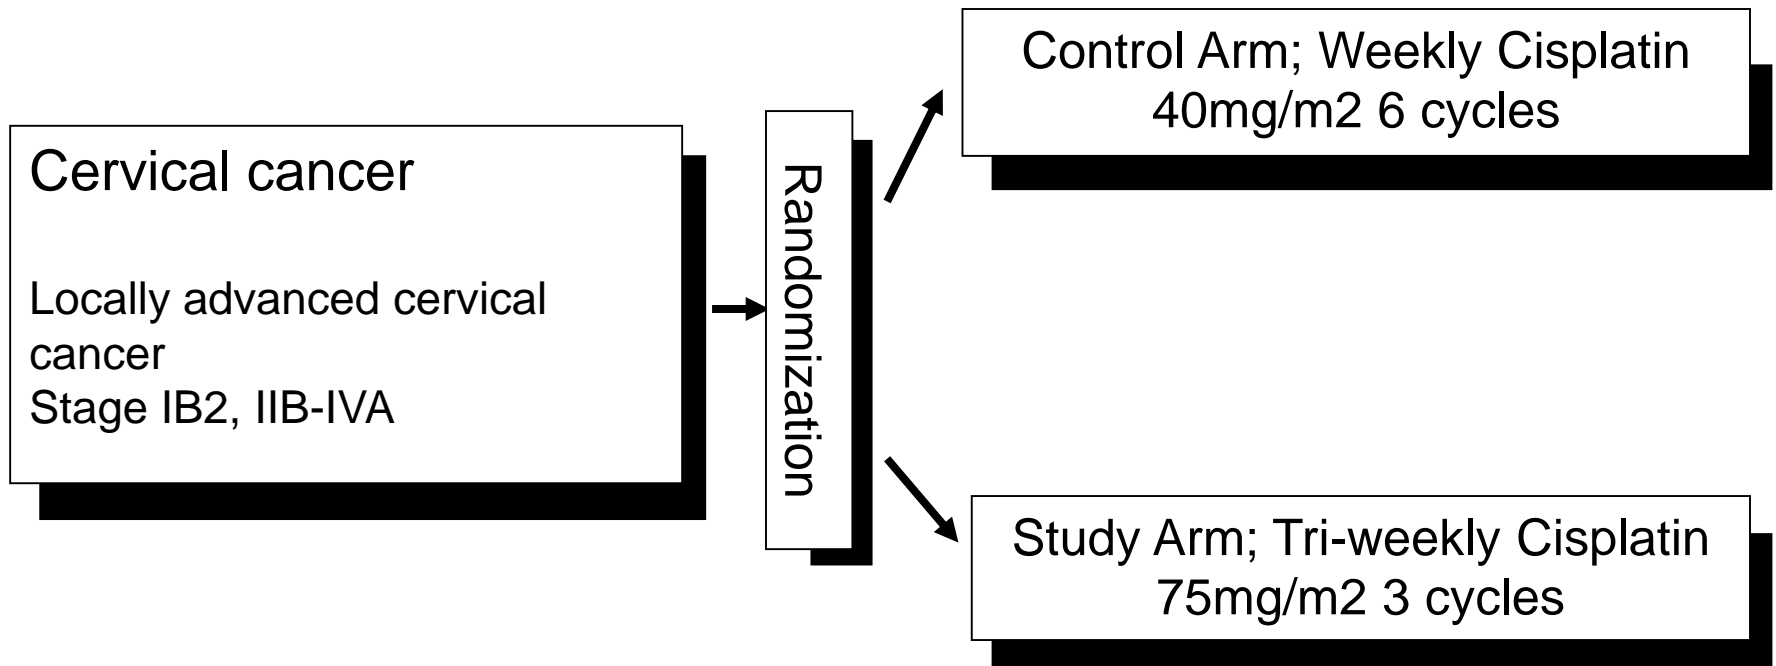 Cervical cancer
Locally advanced cervical
cancer
Stage IB2, IIB-IVA
Randomization
Control Arm; Weekly Cisplatin
40mg/m2 6 cycles
Study Arm; Tri-weekly Cisplatin
75mg/m2 3 cycles